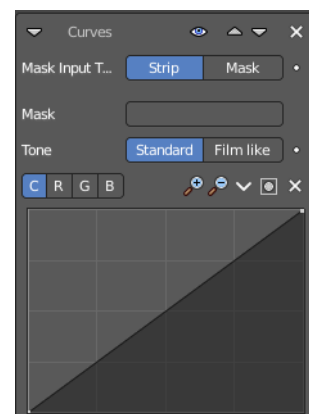 Curves
Mask Input T... Strip Mask
Mask
Tone Standard Film like
C R G B